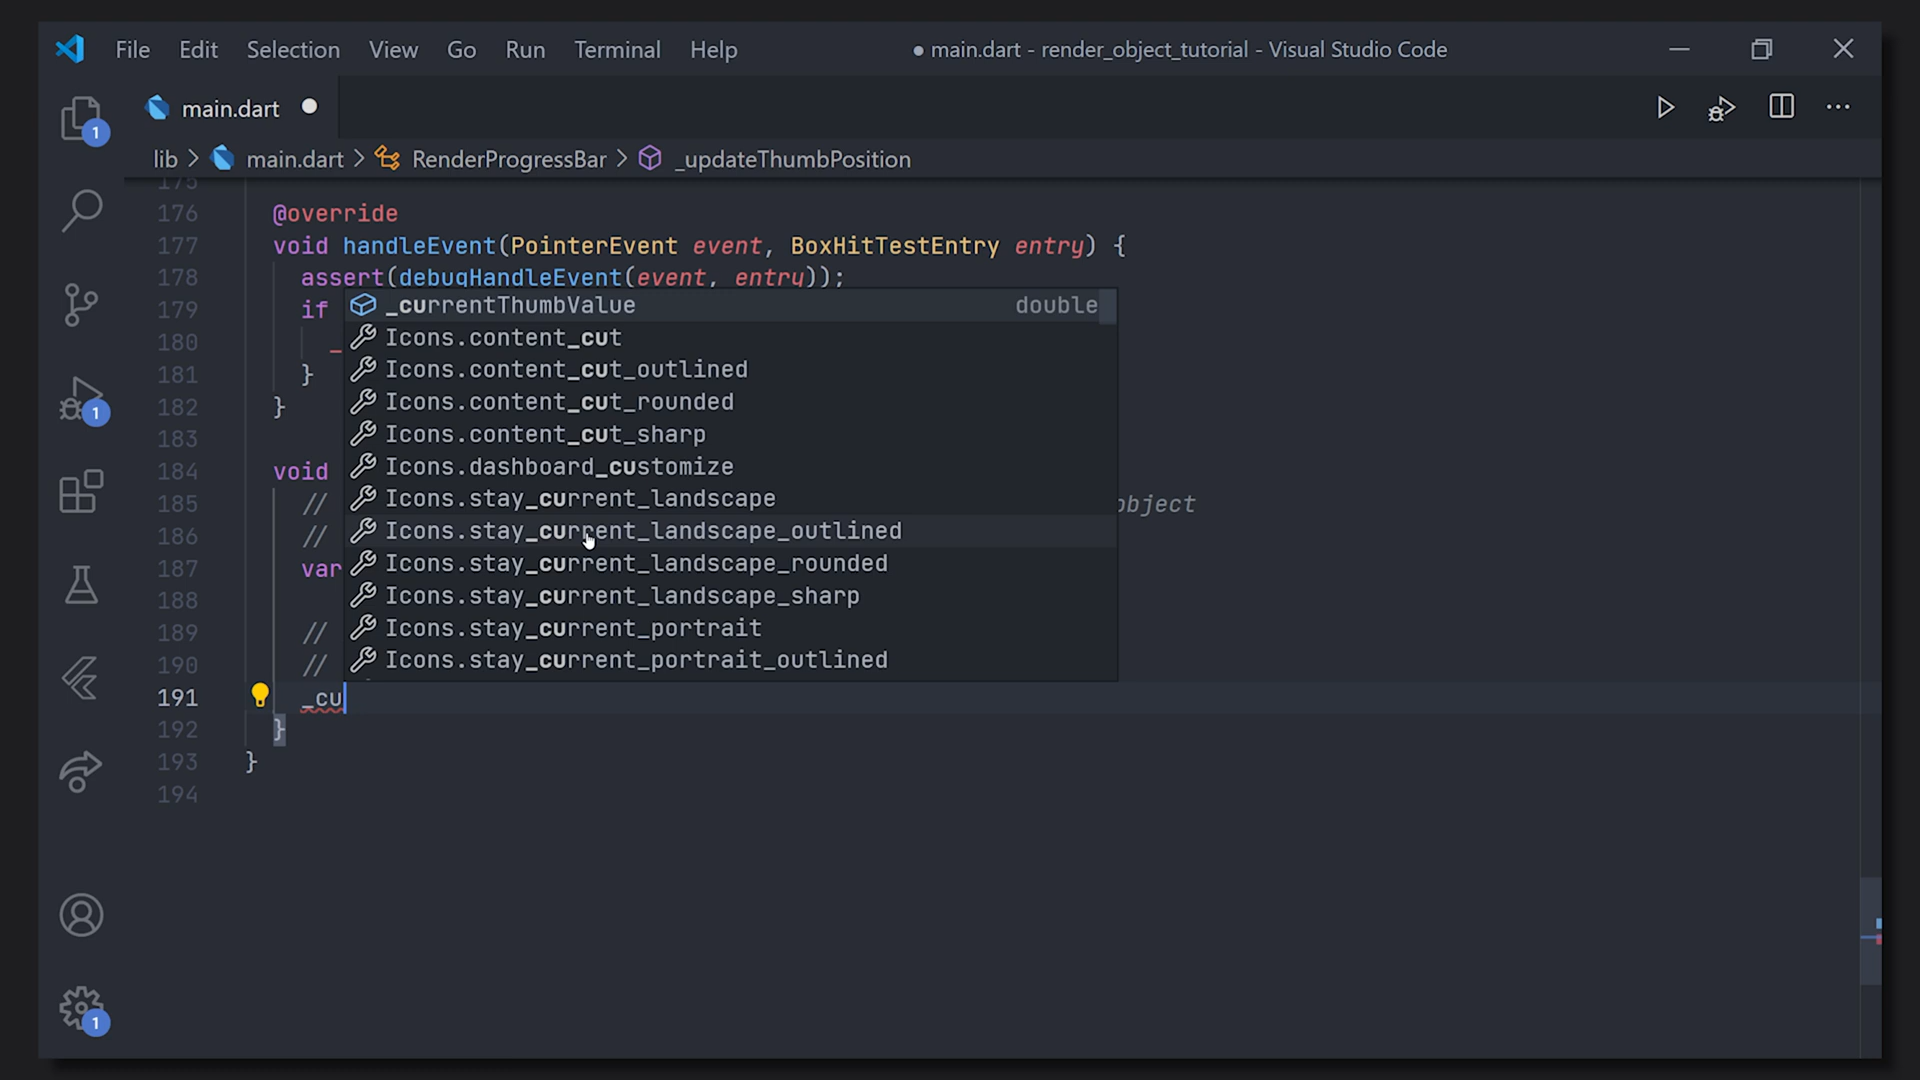 File Edit Selection View Go Run Terminal Help
● main.dart - render_object_tutorial - Visual Studio Code
main.dart
lib > main.dart > RenderProgressBar > _updateThumbPosition
175
176 @override
177 void handleEvent(PointerEvent event, BoxHitTestEntry entry) {
178 assert(debugHandleEvent(event, entry));
179 if
180 _
181 }
182 }
183
184 void
185 // object
186 //
187 var
188
189 //
190 //
191 _cu
192 }
193 }
194
_currentThumbValue double
Icons.content_cut
Icons.content_cut_outlined
Icons.content_cut_rounded
Icons.content_cut_sharp
Icons.dashboard_customize
Icons.stay_current_landscape
Icons.stay_current_landscape_outlined
Icons.stay_current_landscape_rounded
Icons.stay_current_landscape_sharp
Icons.stay_current_portrait
Icons.stay_current_portrait_outlined
1
1
1